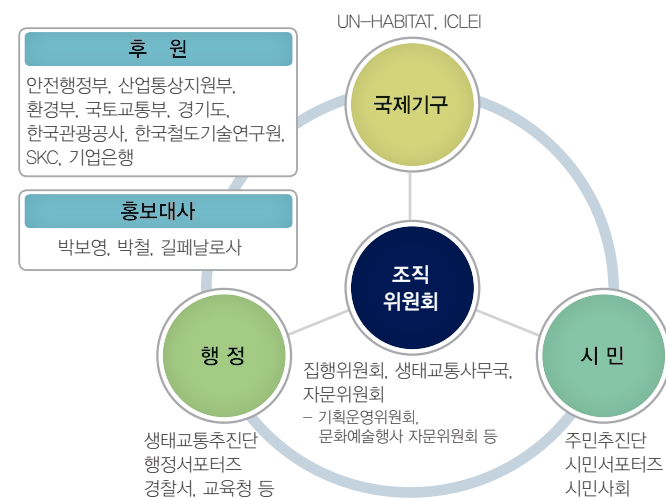 UN-HABITAT, ICLEI
후 원
안전행정부, 산업통상지원부,
환경부, 국토교통부, 경기도,
한국관광공사, 한국철도기술연구원,
SKC, 기업은행
국제기구
홍보대사
박보영, 박철, 길페날로사
조직
위원회
행 정
시 민
집행위원회, 생태교통사무국,
자문위원회
- 기획운영위원회,
문화예술행사 자문위원회 등
생태교통추진단
행정서포터즈
경찰서, 교육청 등
주민추진단
시민서포터즈
시민사회